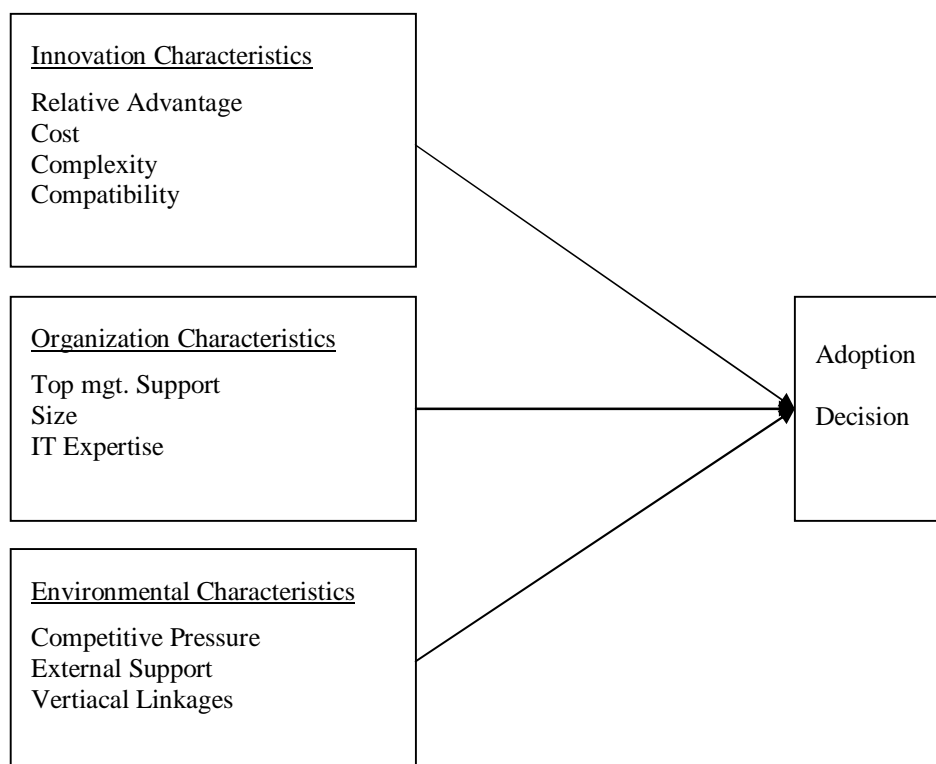 Innovation Characteristics
Relative Advantage
Cost
Complexity
Compatibility
Organization Characteristics
Top mgt. Support
Size
IT Expertise
Adoption
Decision
Environmental Characteristics
Competitive Pressure
External Support
Vertiacal Linkages